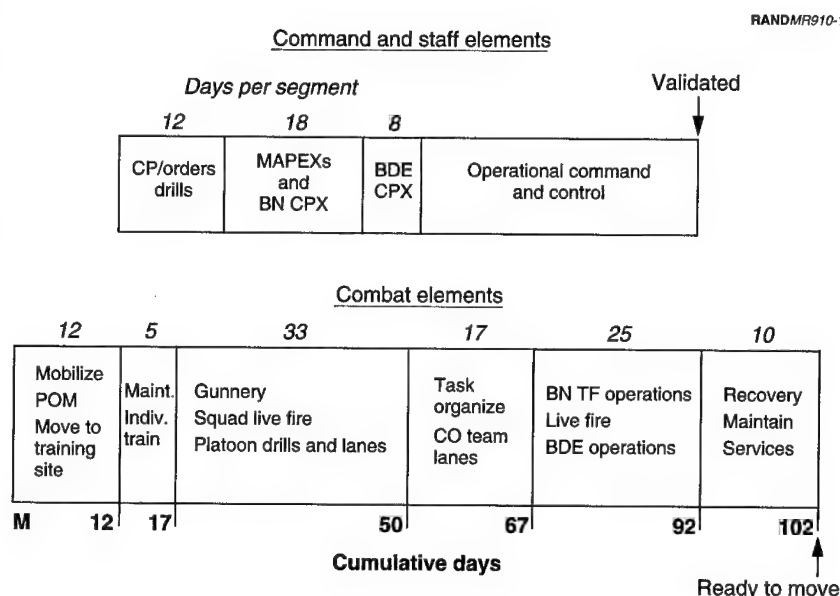 RANDMR910-
Command and staff elements
Days per segment
Validated
12
18
8
CP/orders
drills
MAPEXs
and
BN CPX
BDE
CPX
Operational command
and control
Combat elements
12
5
33
17
25
10
Mobilize
POM
Move to
training
site
Maint.
Indiv.
train
Gunnery
Squad live fire
Platoon drills and lanes
Task
organize
CO team
lanes
BN TF operations
Live fire
BDE operations
Recovery
Maintain
Services
M
12
17
50
67
92
102
Cumulative days
Ready to move